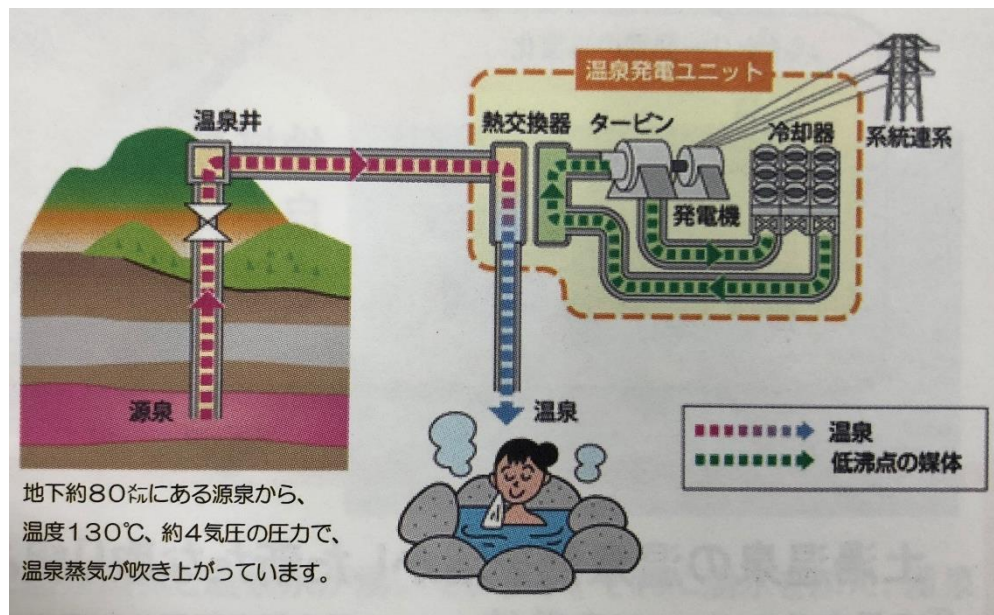 温泉発電ユニット
温泉井
熱交換器
タービン
冷却器
系統連系
発電機
源泉
温泉
温泉
低沸点の媒体
地下約80㍍にある源泉から、
温度130℃、約4気圧の圧力で、
温泉蒸気が吹き上がっています。